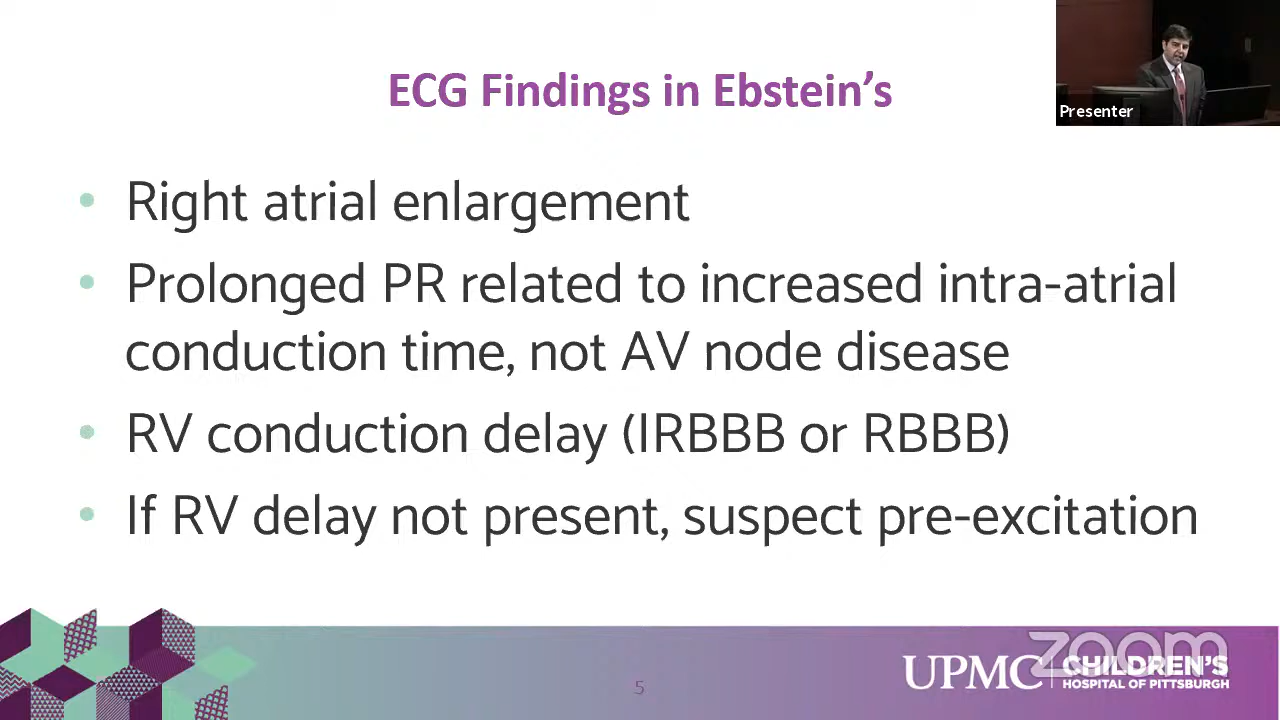 ECG Findings in Ebstein’s
Presenter
• Right atrial enlargement
• Prolonged PR related to increased intra-atrial
conduction time, not AV node disease
• RV conduction delay (IRBBB or RBBB)
• If RV delay not present, suspect pre-excitation
5
zoom
UPMC CHILDREN'S
HOSPITAL OF PITTSBURGH